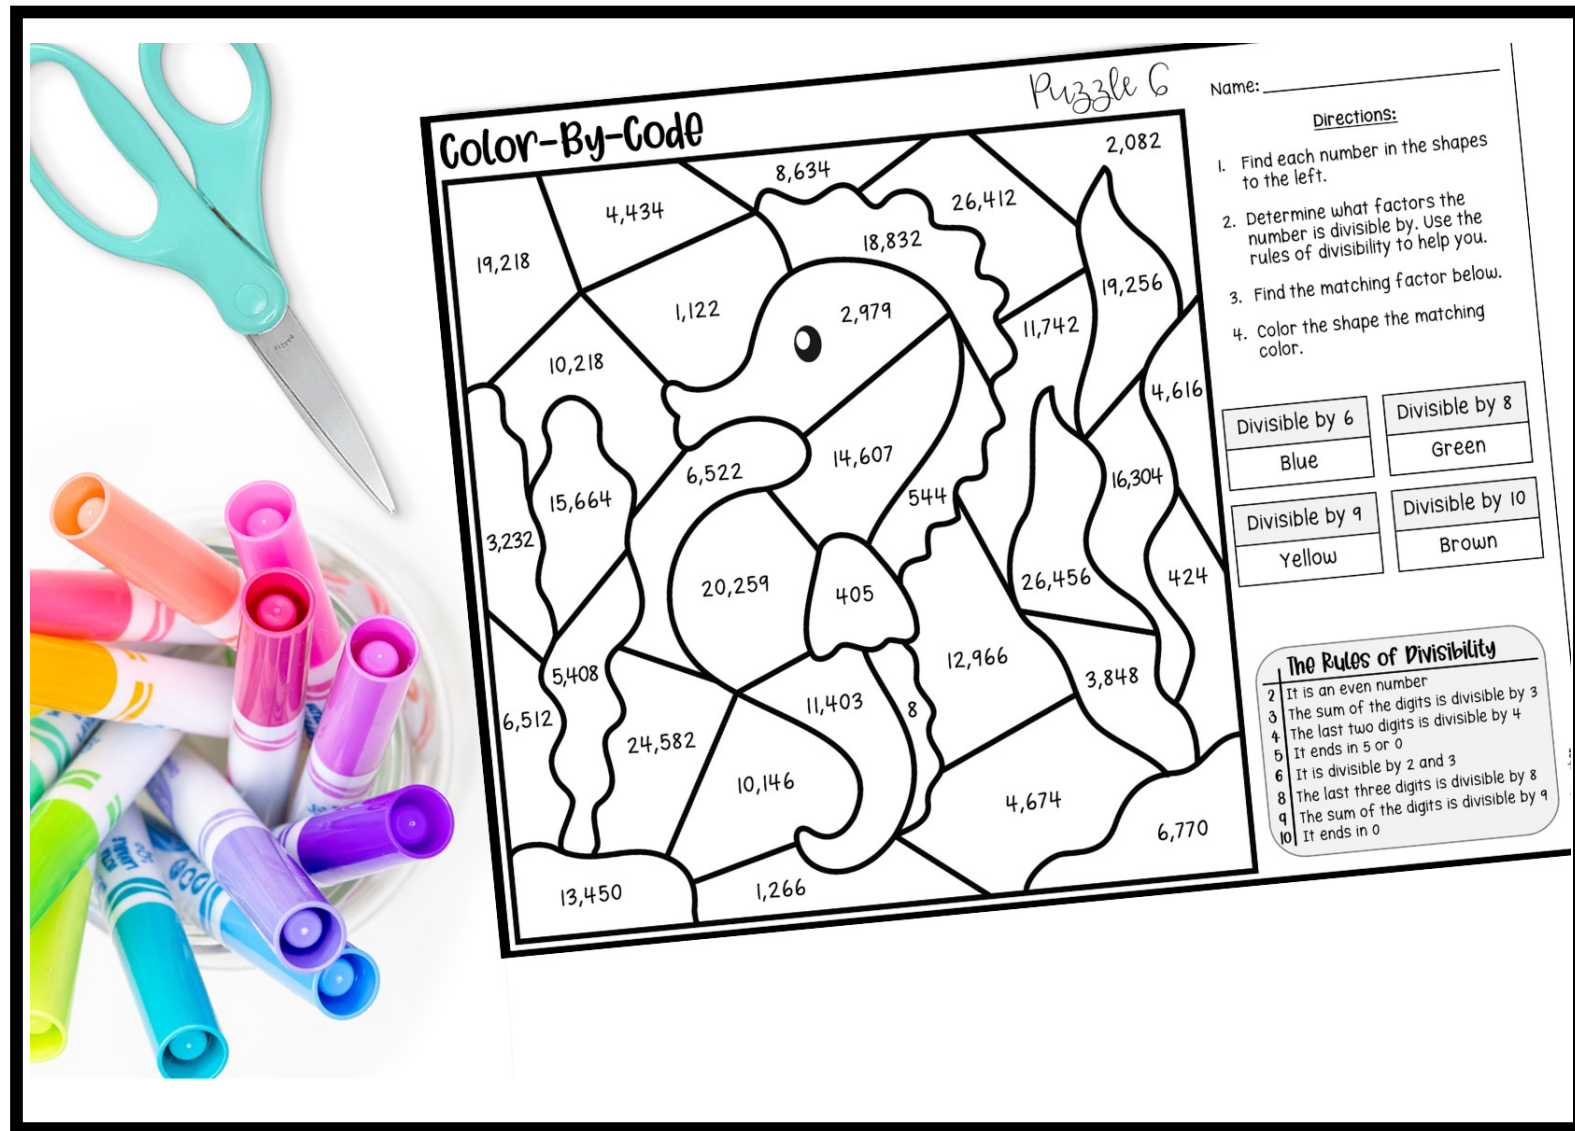 Color-By-Code
Puzzle 6
2,082
8,634
26,412
4,434
18,832
19,218
19,256
1,122
2,979
11,742
10,218
4,616
14,607
6,522
16,304
15,664
544
3,232
26,456
424
20,259
405
12,966
5,408
3,848
11,403
8
6,512
24,582
10,146
4,674
6,770
13,450
1,266
Name:
Directions:
1. Find each number in the shapes
to the left.
2. Determine what factors the
number is divisible by. Use the
rules of divisibility to help you.
3. Find the matching factor below.
4. Color the shape the matching
color.
Divisible by 6
Blue
Divisible by 8
Green
Divisible by 9
Yellow
Divisible by 10
Brown
The Rules of Divisibility
2 It is an even number
3 The sum of the digits is divisible by 3
4 The last two digits is divisible by 4
5 It ends in 5 or 0
6 It is divisible by 2 and 3
8 The last three digits is divisible by 8
9 The sum of the digits is divisible by 9
10 It ends in 0